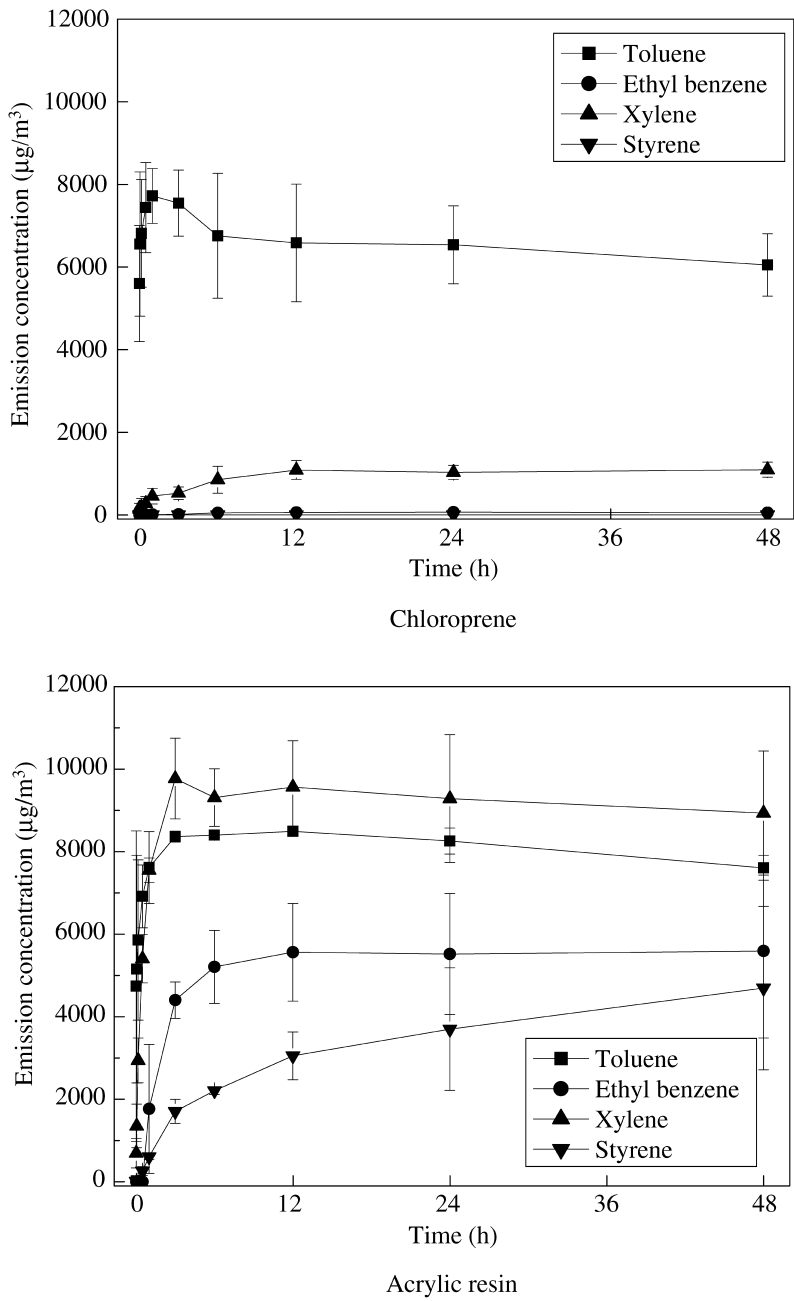 12000
10000
8000
6000
4000
2000
0
Emission concentration (μg/m³)
Toluene
Ethyl benzene
Xylene
Styrene
0 12 24 36 48
Time (h)
Chloroprene
12000
10000
8000
6000
4000
2000
0
Emission concentration (μg/m³)
Toluene
Ethyl benzene
Xylene
Styrene
0 12 24 36 48
Time (h)
Acrylic resin